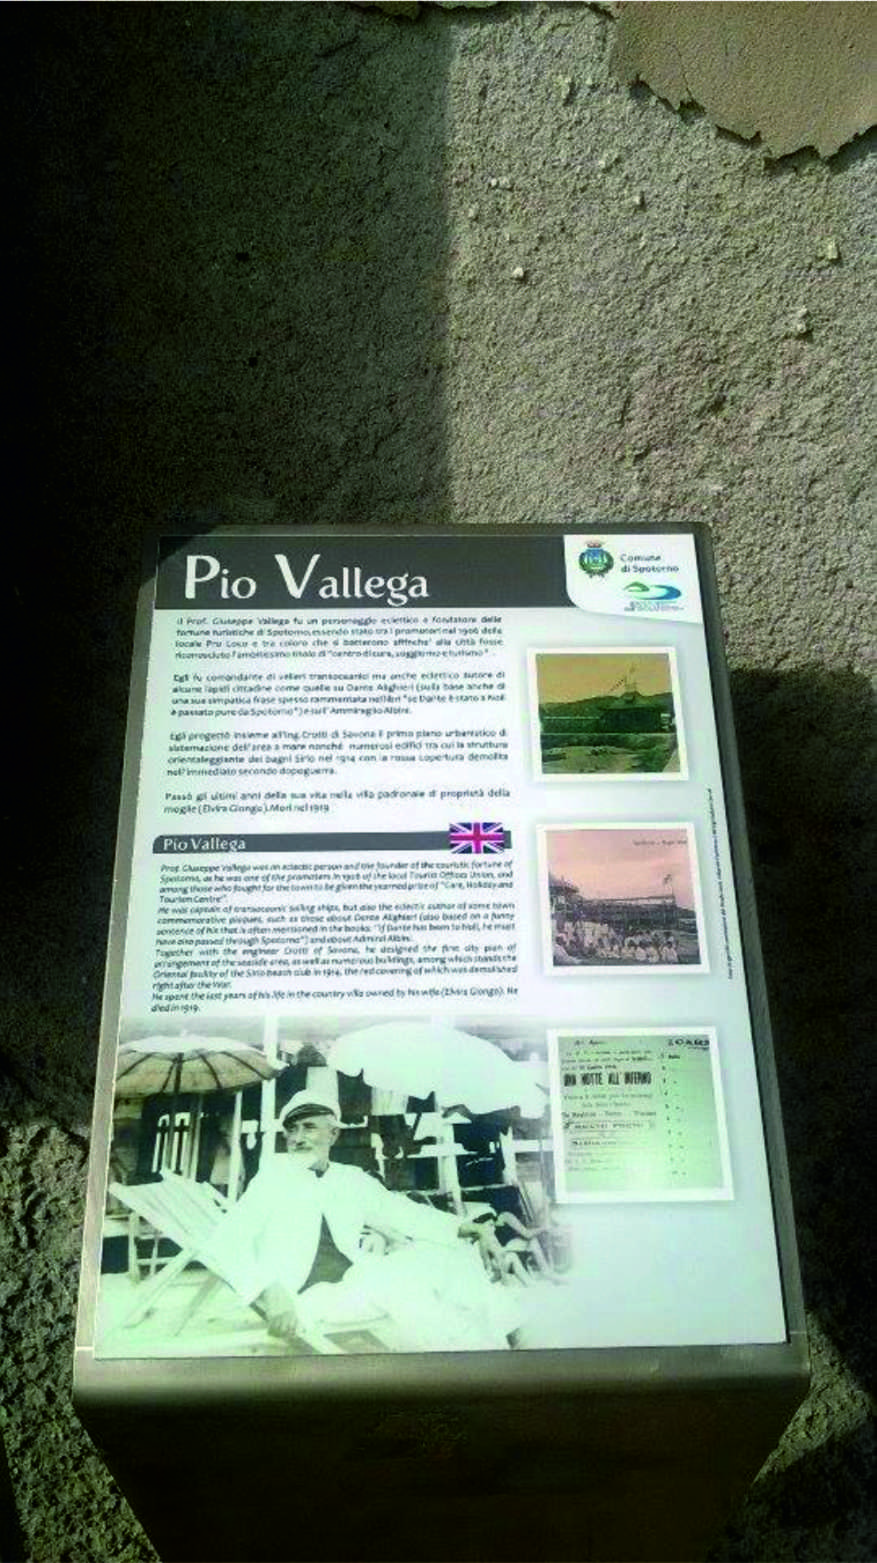 Pio Vallega
Comune
di Spotorno
Il Prof. Giuseppe Vallega fu un personaggio eclettico e fondatore delle
fortune turistiche di Spotorno, essendo stato tra i promotori nel 1906 della
locale Pro Loco e tra coloro che si batterono affinche' alla città fosse
riconosciuto l'ambitissimo titolo di "centro di cura, soggiorno e turismo".
Egli fu comandante di velieri transoceanici ma anche eclettico autore di
alcune lapidi cittadine come quelle su Dante Alighieri (sulla base anche di
una sua simpatica frase spesso rammentata nei libri "se Dante è stato a Noli
è passato pure da Spotorno") e sull'Ammiraglio Albini.
Egli progettò insieme all'ing. Crotti di Savona il primo piano urbanistico di
sistemazione dell'area a mare nonché numerosi edifici tra cui la struttura
orientaleggiante dei bagni Sirio nel 1914 con la rossa copertura demolita
nell'immediato secondo dopoguerra.
Passò gli ultimi anni della sua vita nella villa padronale di proprietà della
moglie (Elvira Giongo). Morì nel 1919
Pio Vallega
Prof. Giuseppe Vallega was an eclectic person and the founder of the touristic fortune of
Spotorno, as he was one of the promoters in 1906 of the local Tourist Offices Union, and
among those who fought for the town to be given the yearned prize of "Care, Holiday and
Tourism Centre".
He was captain of transoceanic sailing ships, but also the eclectic author of some town
commemorative plaques, such as those about Dante Alighieri (also based on a funny
sentence of his that is often mentioned in the books: "If Dante has been to Noli, he must
have also passed through Spotorno") and about Admiral Albini.
Together with the engineer Crotti of Savona, he designed the first city plan of
arrangement of the seaside area, as well as numerous buildings, among which stands the
Oriental facility of the Sirio beach club in 1914, the red covering of which was demolished
right after the War.
He spent the last years of his life in the country villa owned by his wife (Elvira Giongo). He
died in 1919.
UNA NOTTE ALL' INFERNO